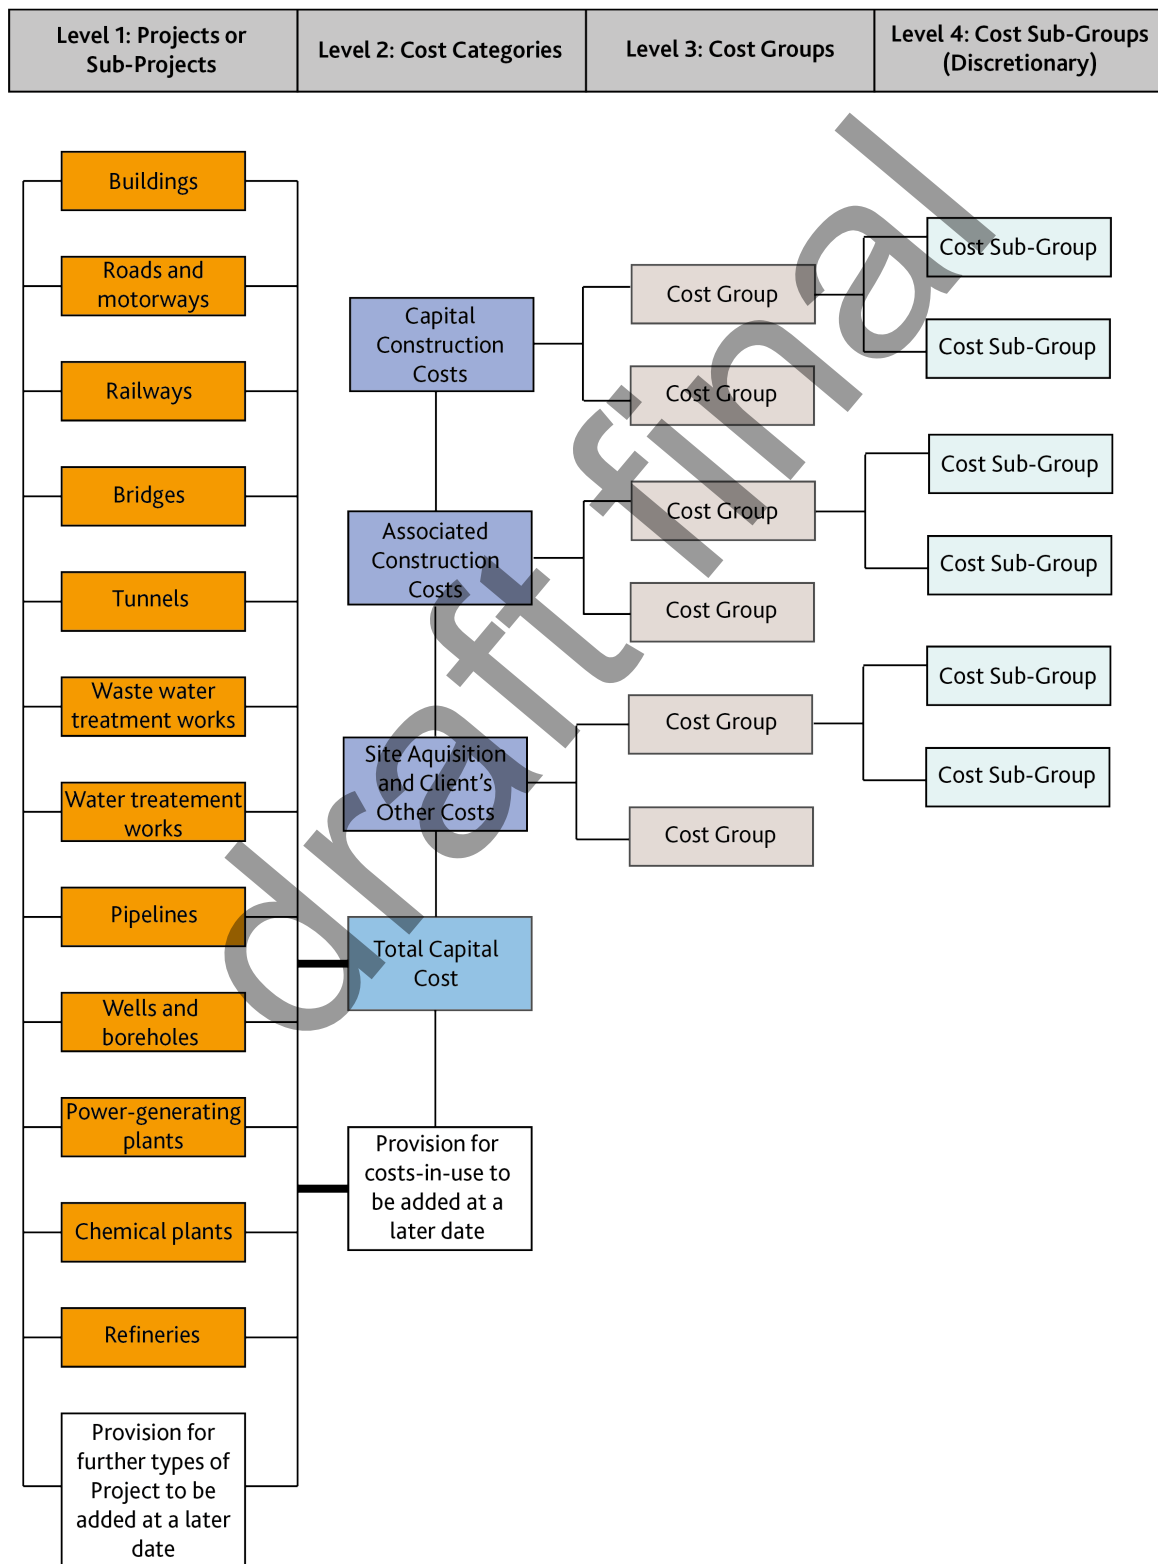 Level 1: Projects or
Sub-Projects
Level 2: Cost Categories
Level 3: Cost Groups
Level 4: Cost Sub-Groups
(Discretionary)
Buildings
Roads and
motorways
Railways
Bridges
Tunnels
Waste water
treatment works
Water treatement
works
Pipelines
Wells and
boreholes
Power-generating
plants
Chemical plants
Refineries
Provision for
further types of
Project to be
added at a later
date
Capital
Construction
Costs
Associated
Construction
Costs
Site Aquisition
and Client's
Other Costs
Total Capital
Cost
Provision for
costs-in-use to
be added at a
later date
Cost Group
Cost Group
Cost Group
Cost Group
Cost Group
Cost Group
Cost Sub-Group
Cost Sub-Group
Cost Sub-Group
Cost Sub-Group
Cost Sub-Group
Cost Sub-Group
draft final